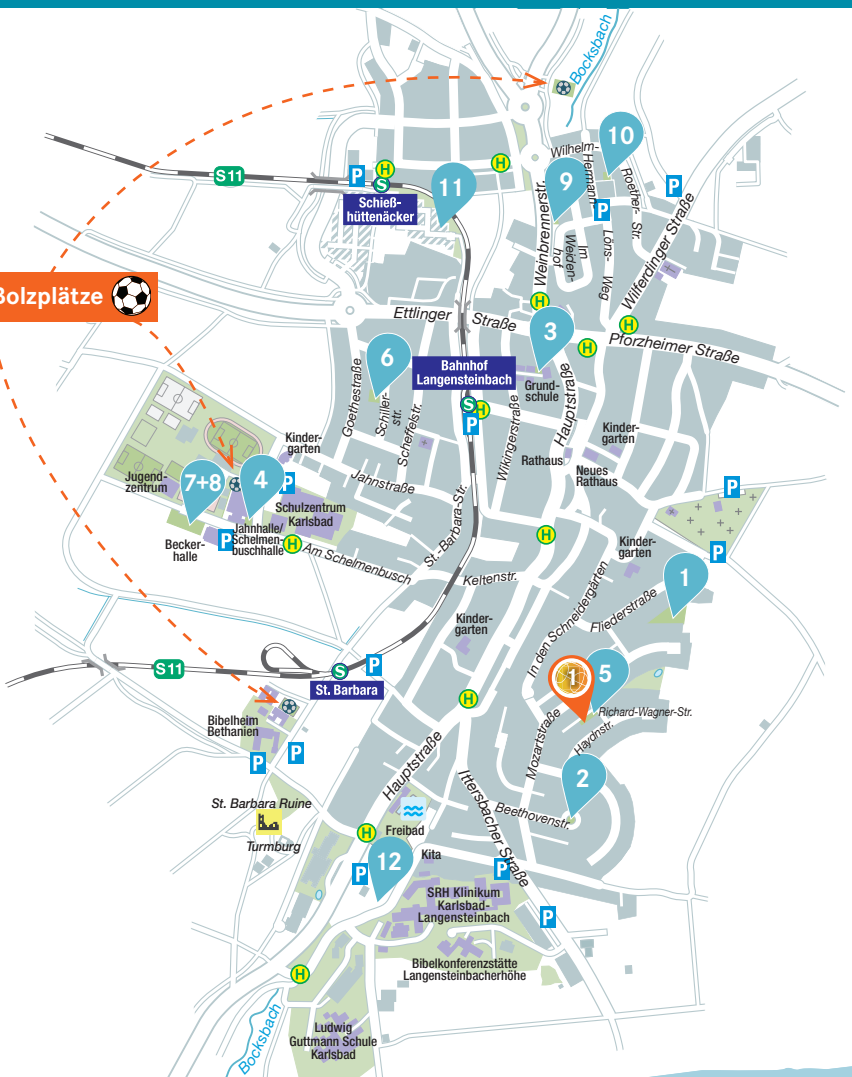 Bocksbach
10
Wilhelm-
Hermann-
Roether-
Str.
P
H
H
S11
P
S
Schieß-
hüttenäcker
11
9
P
Weinbrennerstr.
Im
Weiden-
hof
Löns-
Weg
Wilferdinger Straße
Bolzplätze
H
Ettlinger
Straße
3
H
H
Pforzheimer Straße
6
Bahnhof
Langensteinbach
Grund-
schule
S
H
P
Goethestraße
Schiller-
str.
Scheffelstr.
Wikingerstraße
Hauptstraße
Kinder-
garten
Kinder-
garten
Rathaus
Neues
Rathaus
Jugend-
zentrum
7+8
4
P
Jahnstraße
Schulzentrum
Karlsbad
P
Jahnhalle/
Schelmen-
buschhalle
Becker-
halle
P
H
Am Schelmenbusch
St.-Barbara-Str.
H
P
Kinder-
garten
Keltenstr.
1
Fliederstraße
In den Schneidergärten
Kinder-
garten
S11
S
P
St. Barbara
1
5
H
Richard-Wagner-Str.
Bibelheim
Bethanien
P
P
Mozartstraße
Haydnstr.
Hauptstraße
2
St. Barbara Ruine
Turmburg
Ittersbacher Straße
Beethovenstr.
Freibad
H
12
P
Kita
P
SRH Klinikum
Karlsbad-
Langensteinbach
P
Bibelkonferenzstätte
Langensteinbacherhöhe
H
Bocksbach
Ludwig
Guttmann Schule
Karlsbad